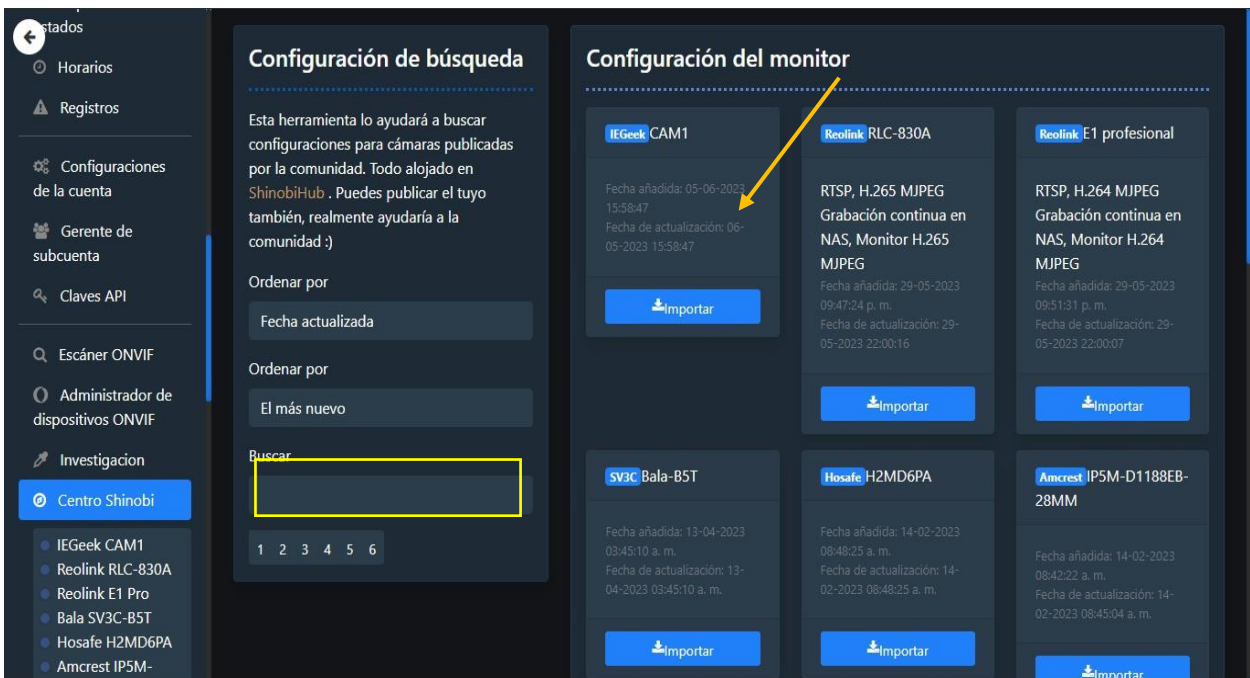 stados
Horarios
Registros
Configuraciones
de la cuenta
Gerente de
subcuenta
Claves API
Escáner ONVIF
Administrador de
dispositivos ONVIF
Investigacion
Centro Shinobi
IEGeek CAM1
Reolink RLC-830A
Reolink E1 Pro
Bala SV3C-B5T
Hosafe H2MD6PA
Amcrest IP5M-
Configuración de búsqueda
Esta herramienta lo ayudará a buscar
configuraciones para cámaras publicadas
por la comunidad. Todo alojado en
ShinobiHub . Puedes publicar el tuyo
también, realmente ayudaría a la
comunidad :)
Ordenar por
Fecha actualizada
Ordenar por
El más nuevo
Buscar
1 2 3 4 5 6
Configuración del monitor
IEGeek CAM1
Fecha añadida: 05-06-2023
15:58:47
Fecha de actualización: 06-
05-2023 15:58:47
Importar
Reolink RLC-830A
RTSP, H.265 MJPEG
Grabación continua en
NAS, Monitor H.265
MJPEG
Fecha añadida: 29-05-2023
09:47:24 p. m.
Fecha de actualización: 29-
05-2023 22:00:16
Importar
Reolink E1 profesional
RTSP, H.264 MJPEG
Grabación continua en
NAS, Monitor H.264
MJPEG
Fecha añadida: 29-05-2023
09:51:31 p. m.
Fecha de actualización: 29-
05-2023 22:00:07
Importar
SV3C Bala-B5T
Fecha añadida: 13-04-2023
03:45:10 a. m.
Fecha de actualización: 13-
04-2023 03:45:10 a. m.
Importar
Hosafe H2MD6PA
Fecha añadida: 14-02-2023
08:48:25 a. m.
Fecha de actualización: 14-
02-2023 08:48:25 a. m.
Importar
Amcrest IP5M-D1188EB-
28MM
Fecha añadida: 14-02-2023
08:42:22 a. m.
Fecha de actualización: 14-
02-2023 08:45:04 a. m.
Importar